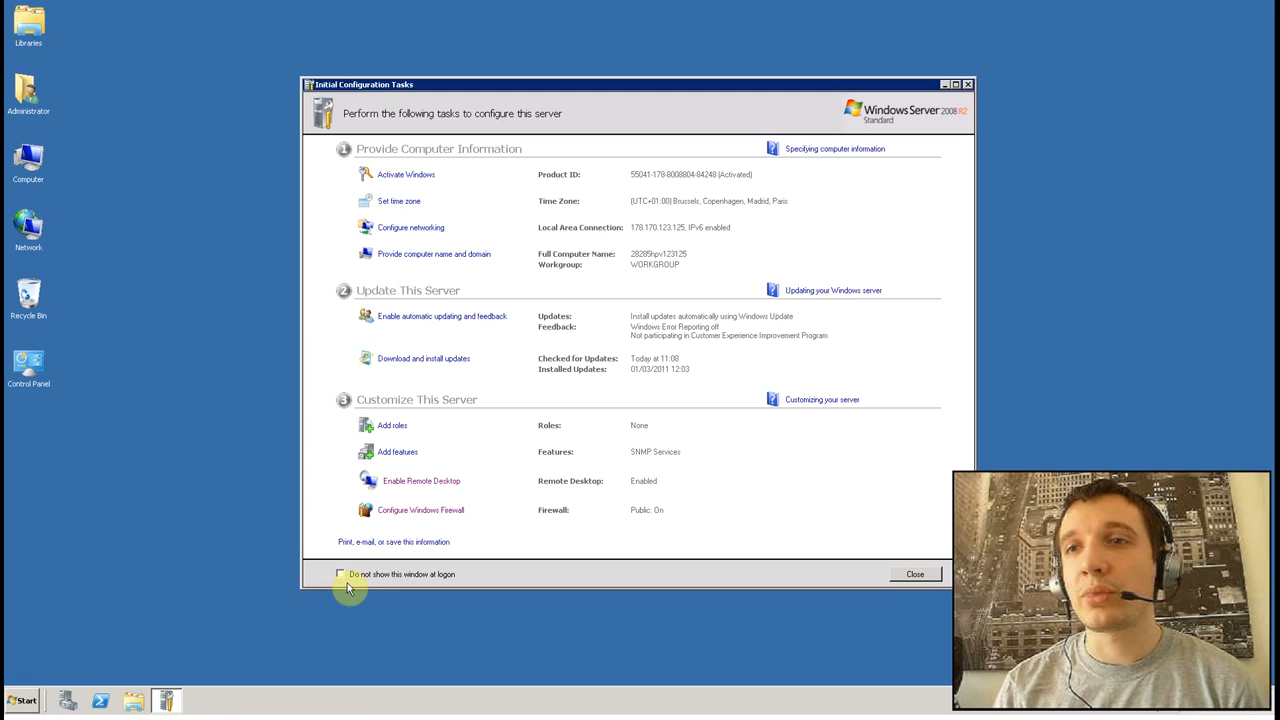 Libraries
Administrator
Computer
Network
Recycle Bin
Control Panel
Initial Configuration Tasks
Perform the following tasks to configure this server
Windows Server 2008 R2
Standard
1 Provide Computer Information
Specifying computer information
Activate Windows
Product ID: 55041-178-8008804-84248 (Activated)
Set time zone
Time Zone: (UTC+01:00) Brussels, Copenhagen, Madrid, Paris
Configure networking
Local Area Connection: 178.170.123.125, IPv6 enabled
Provide computer name and domain
Full Computer Name: 28285hpv123125
Workgroup: WORKGROUP
2 Update This Server
Updating your Windows server
Enable automatic updating and feedback
Updates: Install updates automatically using Windows Update
Feedback: Windows Error Reporting off
Not participating in Customer Experience Improvement Program
Download and install updates
Checked for Updates: Today at 11:08
Installed Updates: 01/03/2011 12:03
3 Customize This Server
Customizing your server
Add roles
Roles: None
Add features
Features: SNMP Services
Enable Remote Desktop
Remote Desktop: Enabled
Configure Windows Firewall
Firewall: Public: On
Print, e-mail, or save this information
Do not show this window at logon
Close
Start